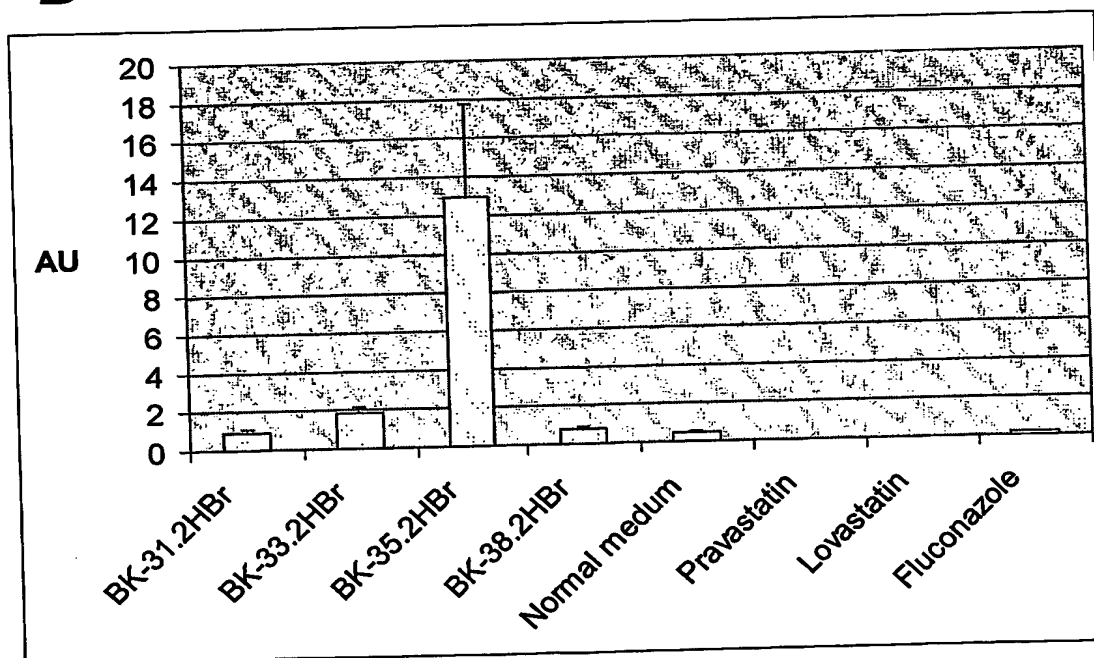 20
18
16
14
12
10
8
6
4
2
0
AU
BK-31.2HBr
BK-33.2HBr
BK-35.2HBr
BK-38.2HBr
Normal medum
Pravastatin
Lovastatin
Fluconazole